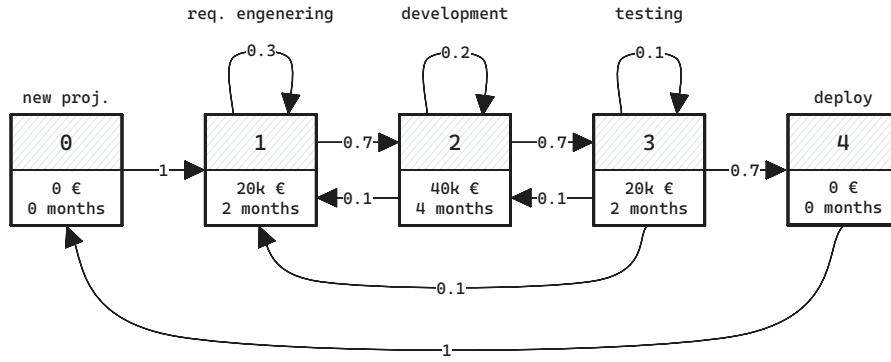 req. engenering
development
testing
0.3
0.2
0.1
new proj.
deploy
0
1
2
3
4
0.7
0.7
1
0.7
0 €
0 months
20k €
2 months
40k €
4 months
20k €
2 months
0 €
0 months
0.1
0.1
0.1
1